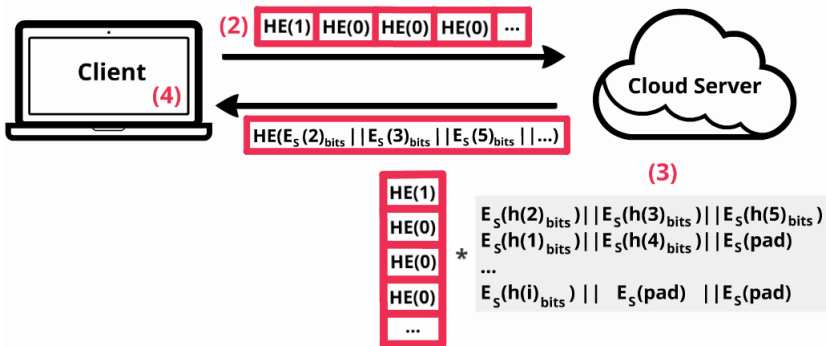 (2) HE(1) HE(0) HE(0) HE(0) ...
Client
(4)
Cloud Server
HE(E_S(2)_bits ||E_S(3)_bits ||E_S(5)_bits ||...)
(3)
HE(1)
HE(0)
HE(0)
HE(0)
...
*
E_S(h(2)_bits)||E_S(h(3)_bits)||E_S(h(5)_bits)
E_S(h(1)_bits)||E_S(h(4)_bits)||E_S(pad)
...
E_S(h(i)_bits)|| E_S(pad) ||E_S(pad)